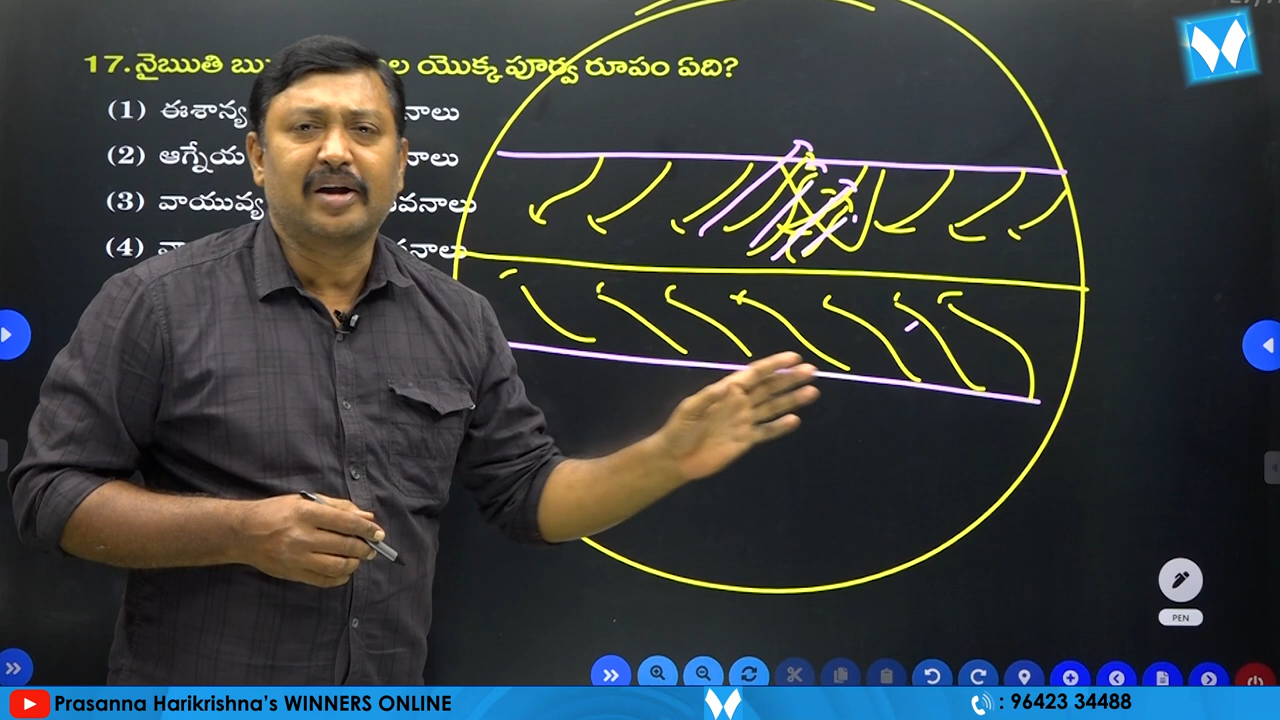 17. నైఋతి ల యొక్క పూర్వ రూపం ఏది?
(1) ఈశాన్య నాలు
(2) ఆగ్నేయ నాలు
(3) వాయువ్య వనాలు
(4) నాలు
PEN
Prasanna Harikrishna's WINNERS ONLINE
: 96423 34488